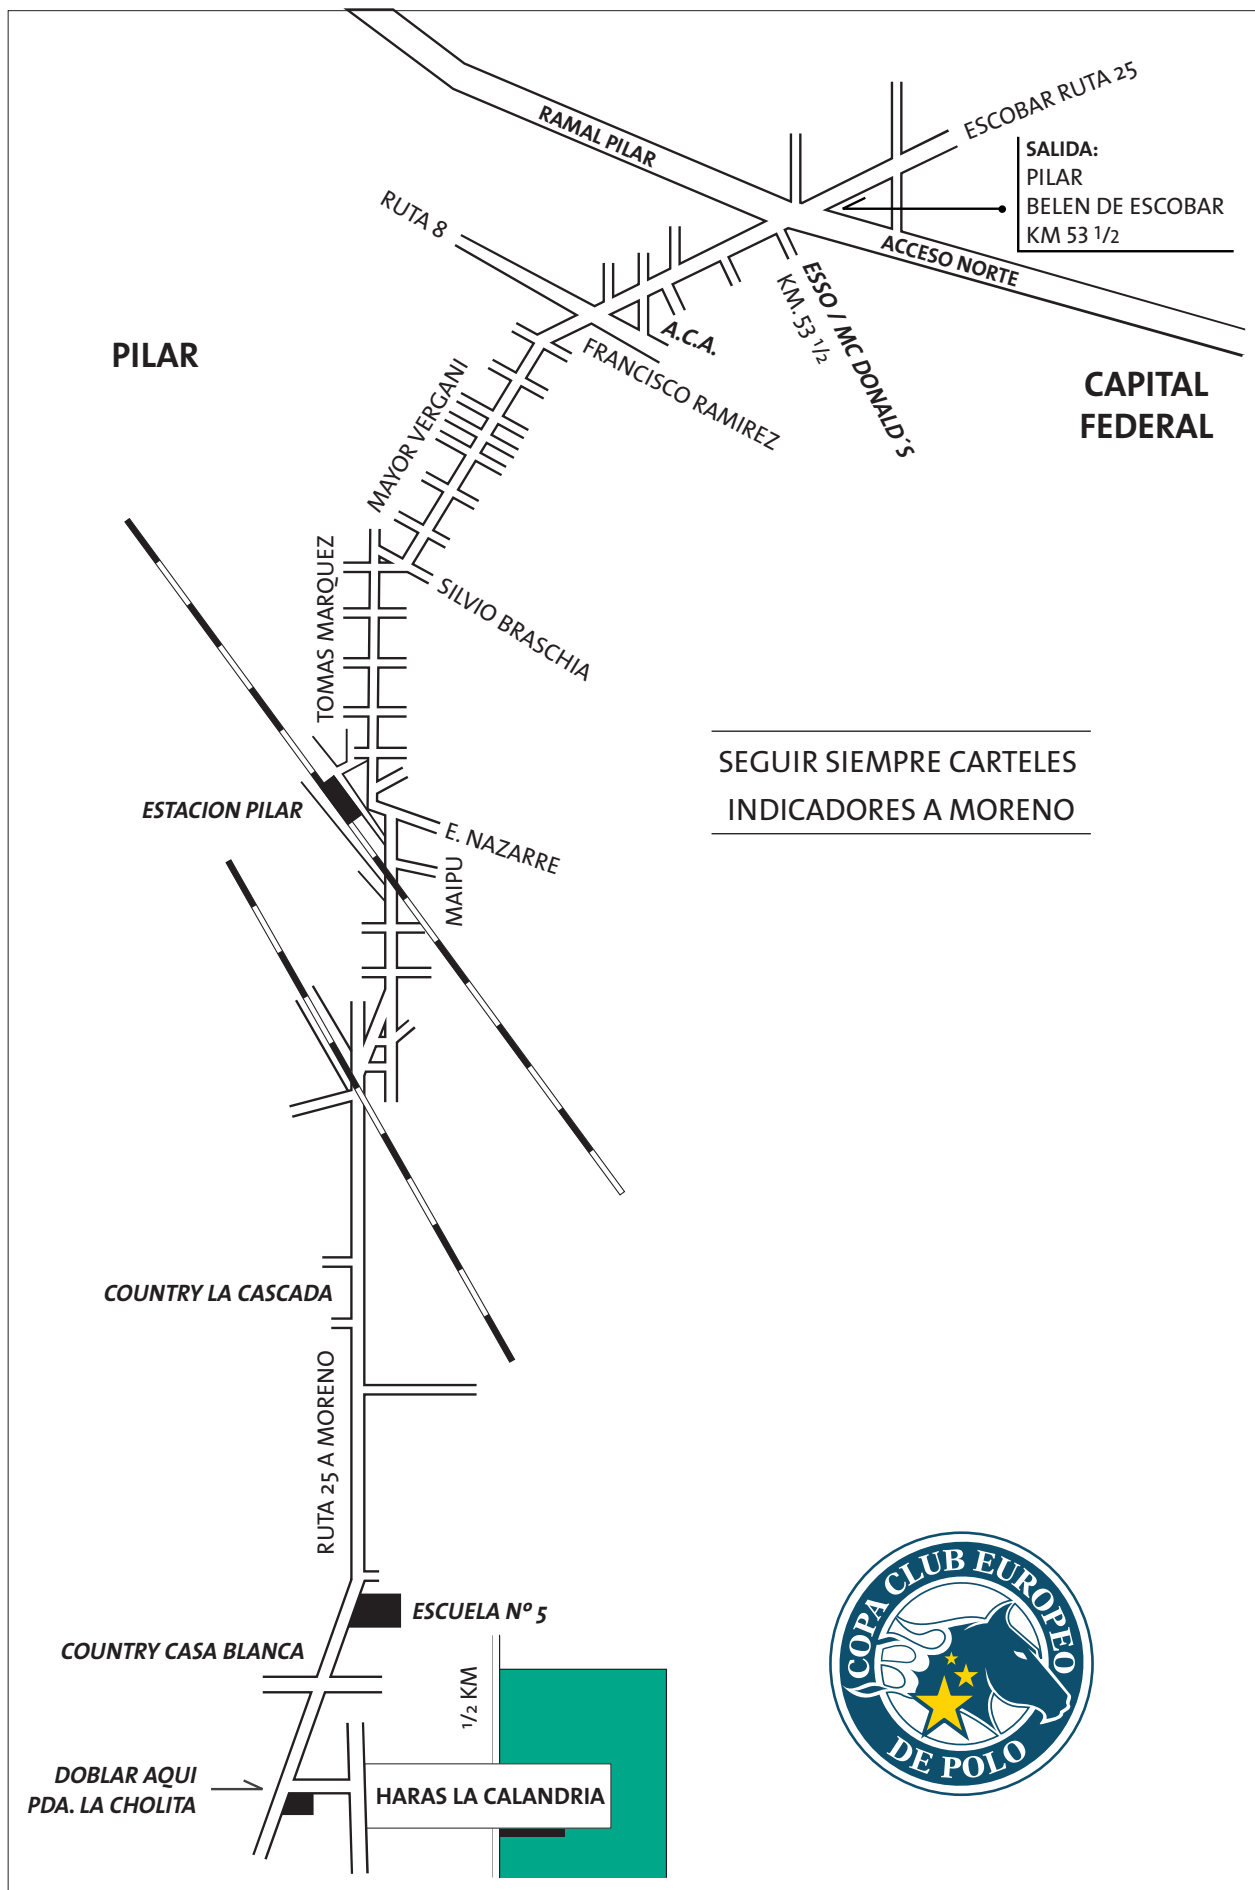 RAMAL PILAR
ESCOBAR RUTA 25
SALIDA:
PILAR
BELEN DE ESCOBAR
KM 53 1/2
RUTA 8
ACCESO NORTE
ESSO / MC DONALD´S
KM. 53 1/2
A.C.A.
FRANCISCO RAMIREZ
PILAR
CAPITAL
FEDERAL
MAYOR VERGANI
TOMAS MARQUEZ
SILVIO BRASCHIA
SEGUIR SIEMPRE CARTELES
INDICADORES A MORENO
ESTACION PILAR
E. NAZARRE
MAIPU
COUNTRY LA CASCADA
RUTA 25 A MORENO
ESCUELA Nº 5
COUNTRY CASA BLANCA
1/2 KM
DOBLAR AQUI
PDA. LA CHOLITA
HARAS LA CALANDRIA
COPA CLUB EUROPEO
DE POLO